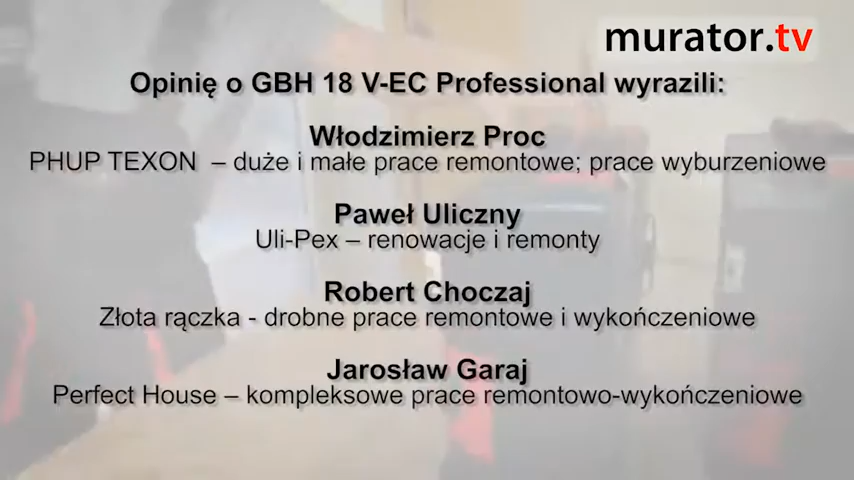 murator.tv
Opinię o GBH 18 V-EC Professional wyrazili:
Włodzimierz Proc
PHUP TEXON – duże i małe prace remontowe; prace wyburzeniowe
Paweł Uliczny
Uli-Pex – renowacje i remonty
Robert Choczaj
Złota rączka - drobne prace remontowe i wykończeniowe
Jarosław Garaj
Perfect House – kompleksowe prace remontowo-wykończeniowe